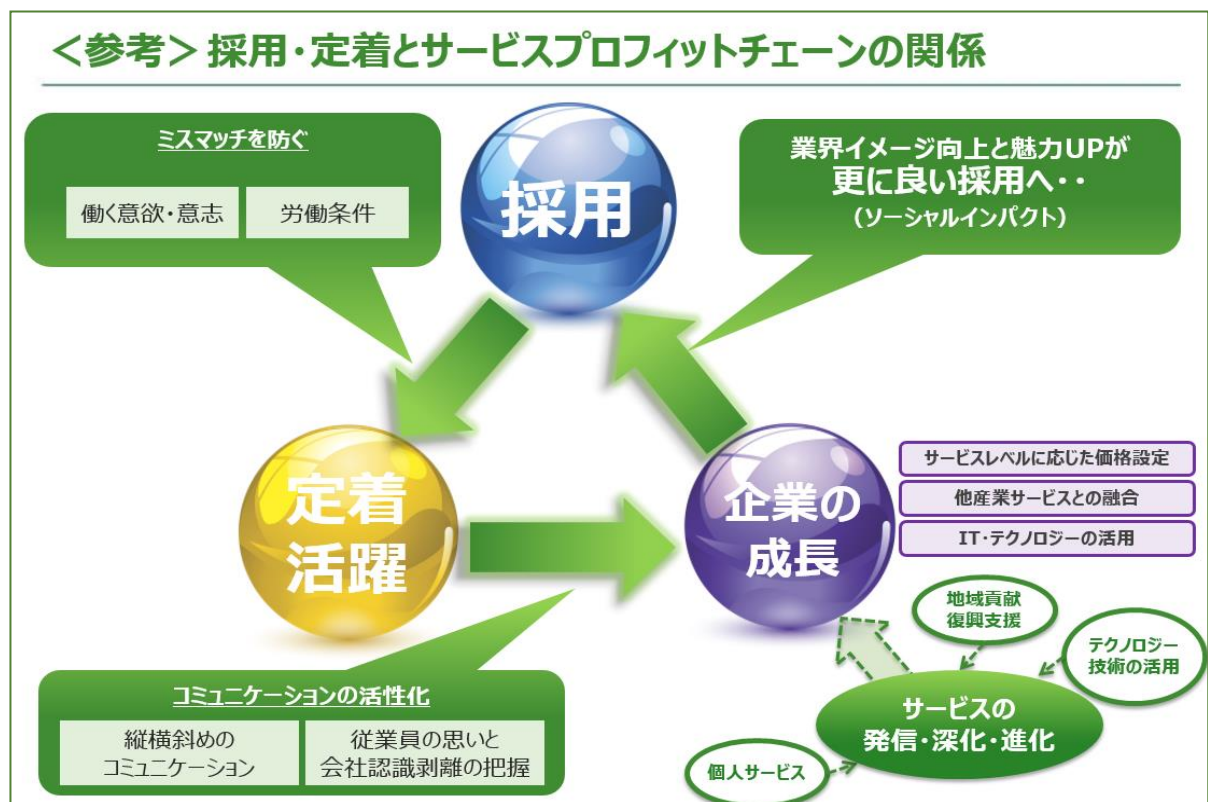 ＜参考＞採用・定着とサービスプロフィットチェーンの関係
ミスマッチを防ぐ
働く意欲・意志
労働条件
採用
業界イメージ向上と魅力UPが
更に良い採用へ・・
（ソーシャルインパクト）
定着
活躍
企業の
成長
サービスレベルに応じた価格設定
他産業サービスとの融合
IT・テクノロジーの活用
コミュニケーションの活性化
縦横斜めの
コミュニケーション
従業員の思いと
会社認識剥離の把握
地域貢献
復興支援
テクノロジー
技術の活用
サービスの
発信・深化・進化
個人サービス